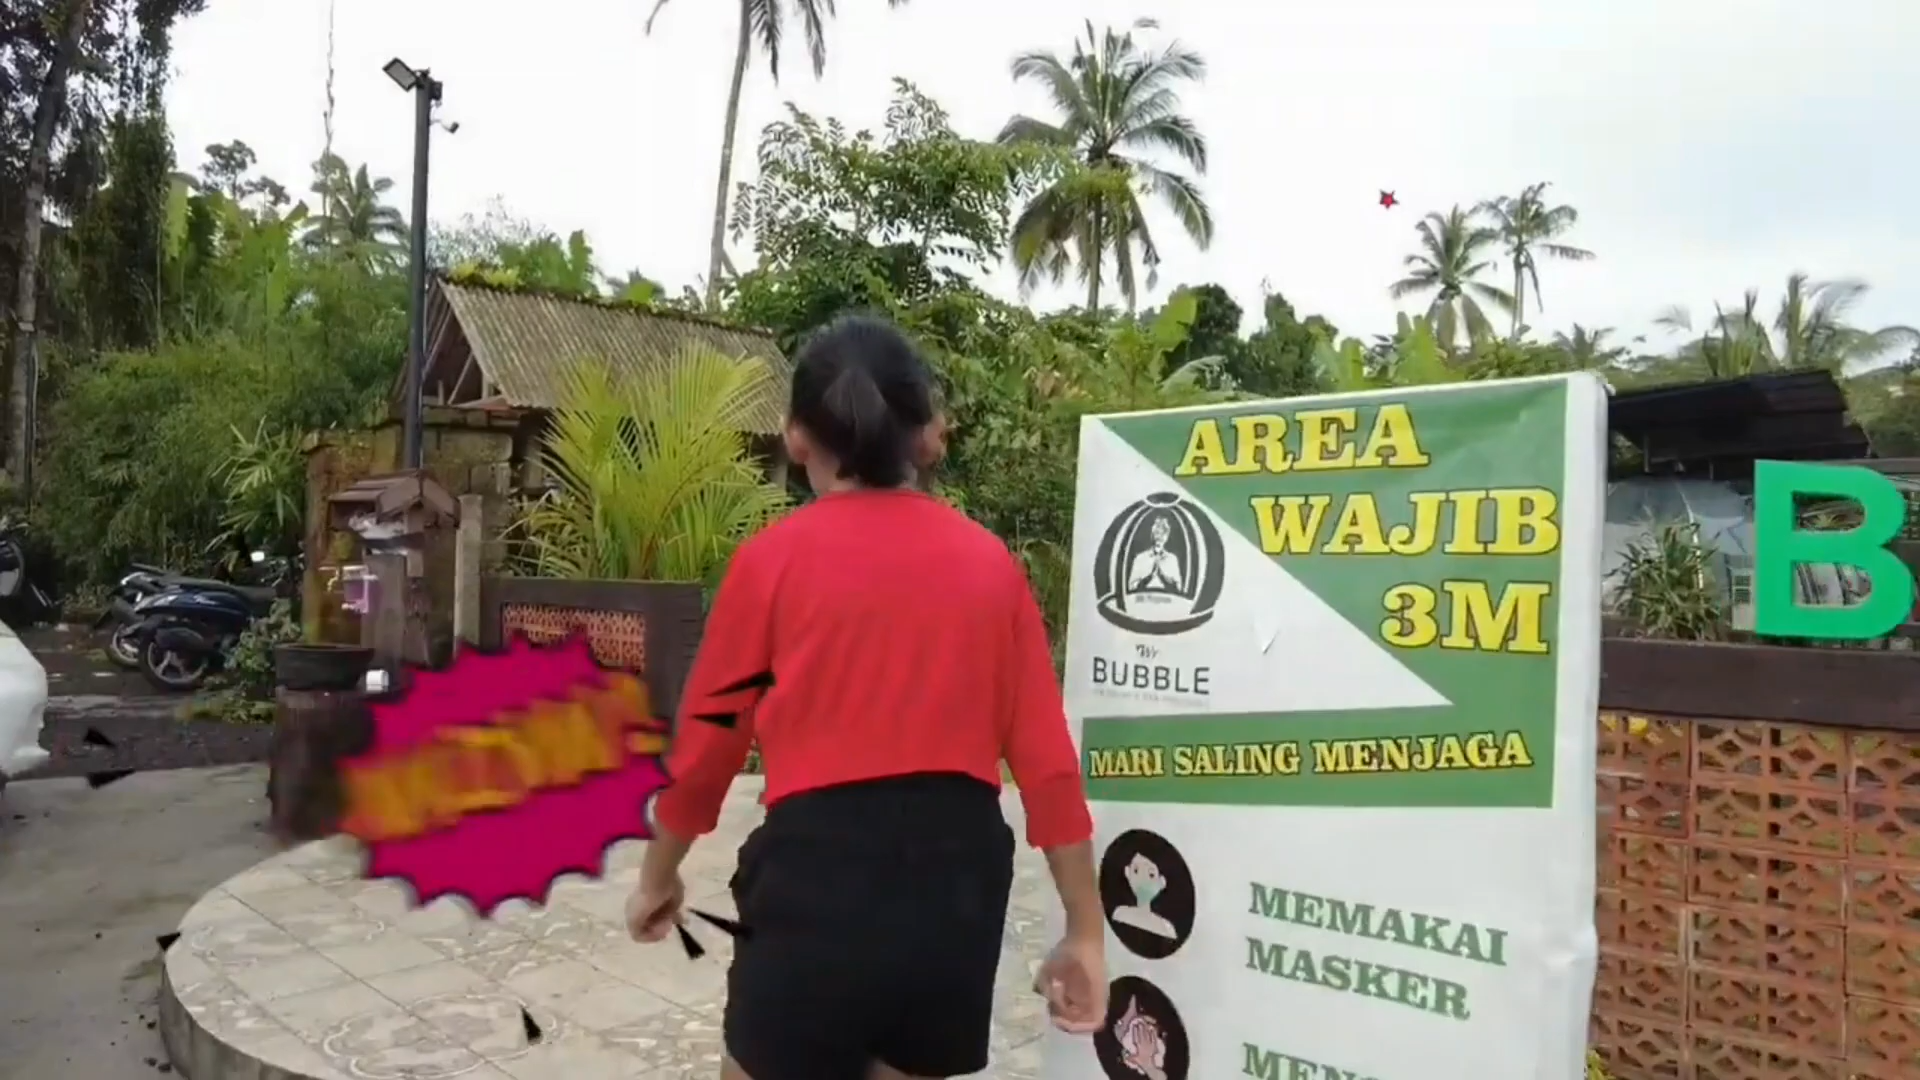 AREA
WAJIB
3M
BUBBLE
MARI SALING MENJAGA
MEMAKAI
MASKER
B